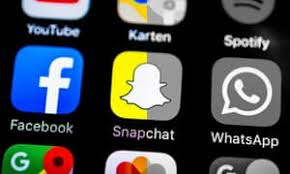 YouTube Karten Spotify
Facebook Snapchat WhatsApp